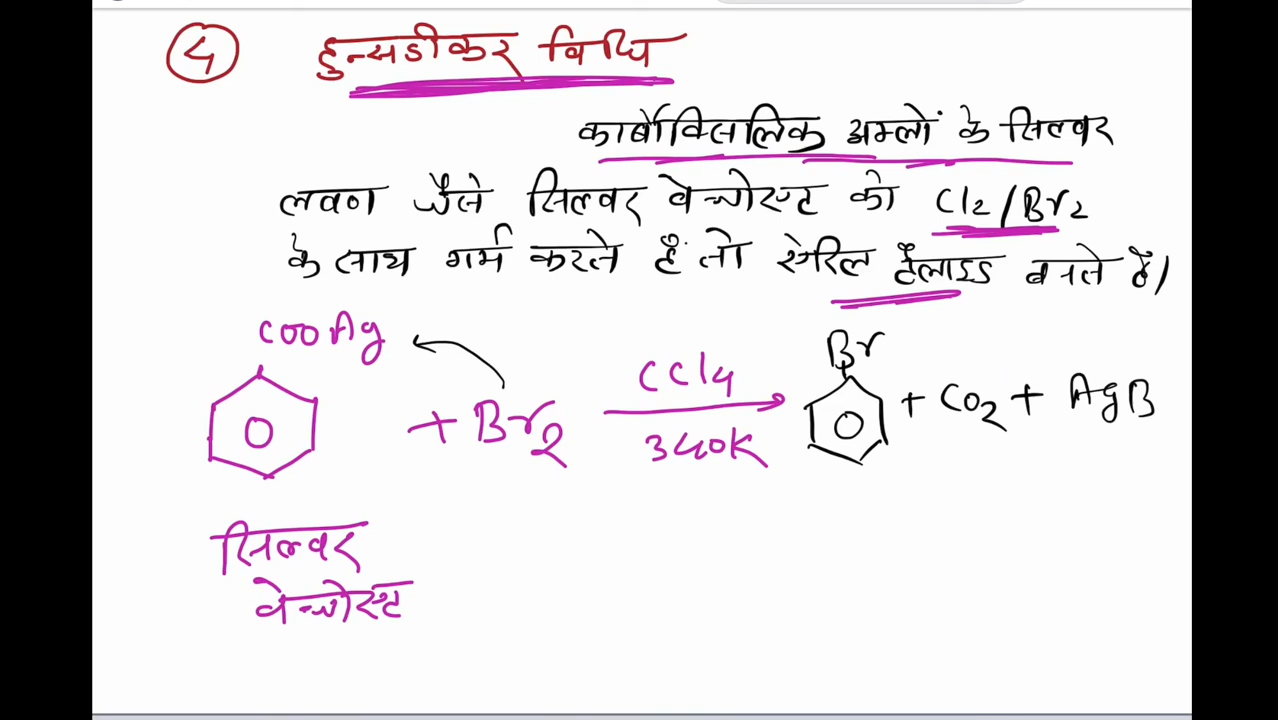 ④ हुन्सडीकर विधि
कार्बोक्सिलिक अम्लों के सिल्वर
लवण जैसे सिल्वर बेन्जोएट को Cl2/Br2
के साथ गर्म करते हैं तो एरिल हैलाइड बनते है।
COOAg
+ Br2
CCl4
340K
Br
+ CO2 + AgB
सिल्वर
बेन्जोएट